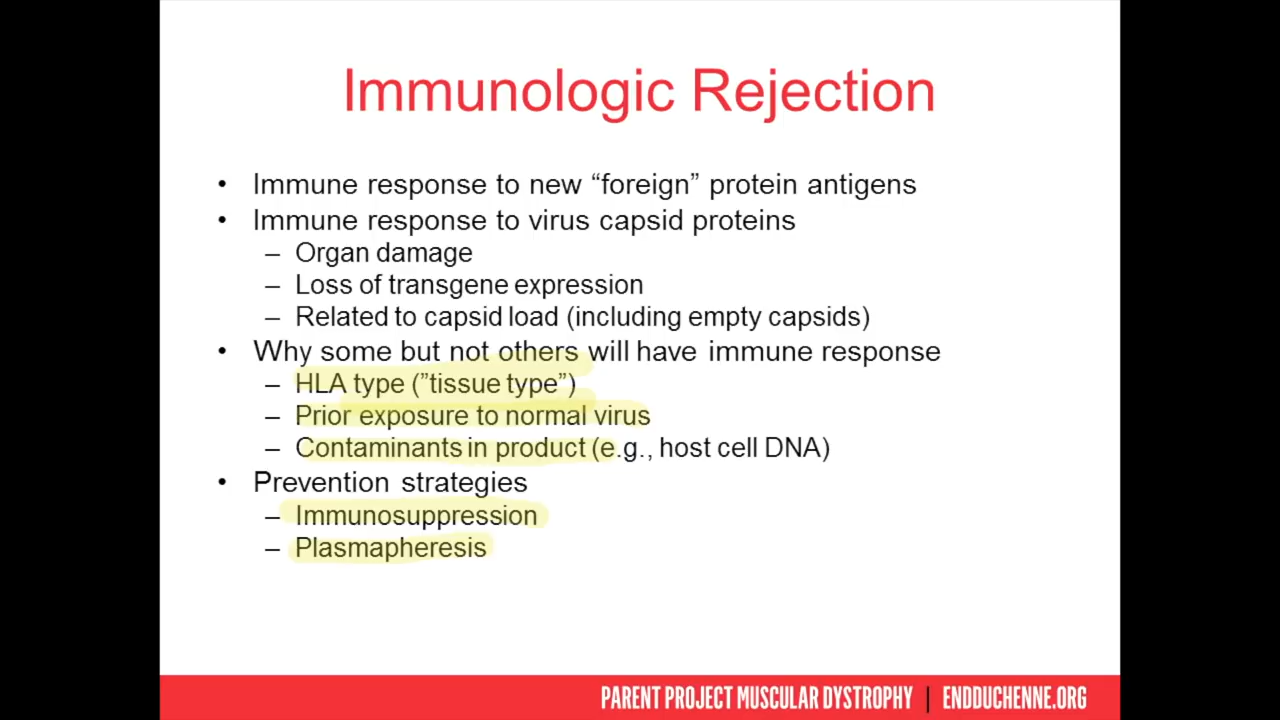 Immunologic Rejection
• Immune response to new “foreign” protein antigens
• Immune response to virus capsid proteins
– Organ damage
– Loss of transgene expression
– Related to capsid load (including empty capsids)
• Why some but not others will have immune response
– HLA type (”tissue type”)
– Prior exposure to normal virus
– Contaminants in product (e.g., host cell DNA)
• Prevention strategies
– Immunosuppression
– Plasmapheresis
PARENT PROJECT MUSCULAR DYSTROPHY | ENDDUCHENNE.ORG